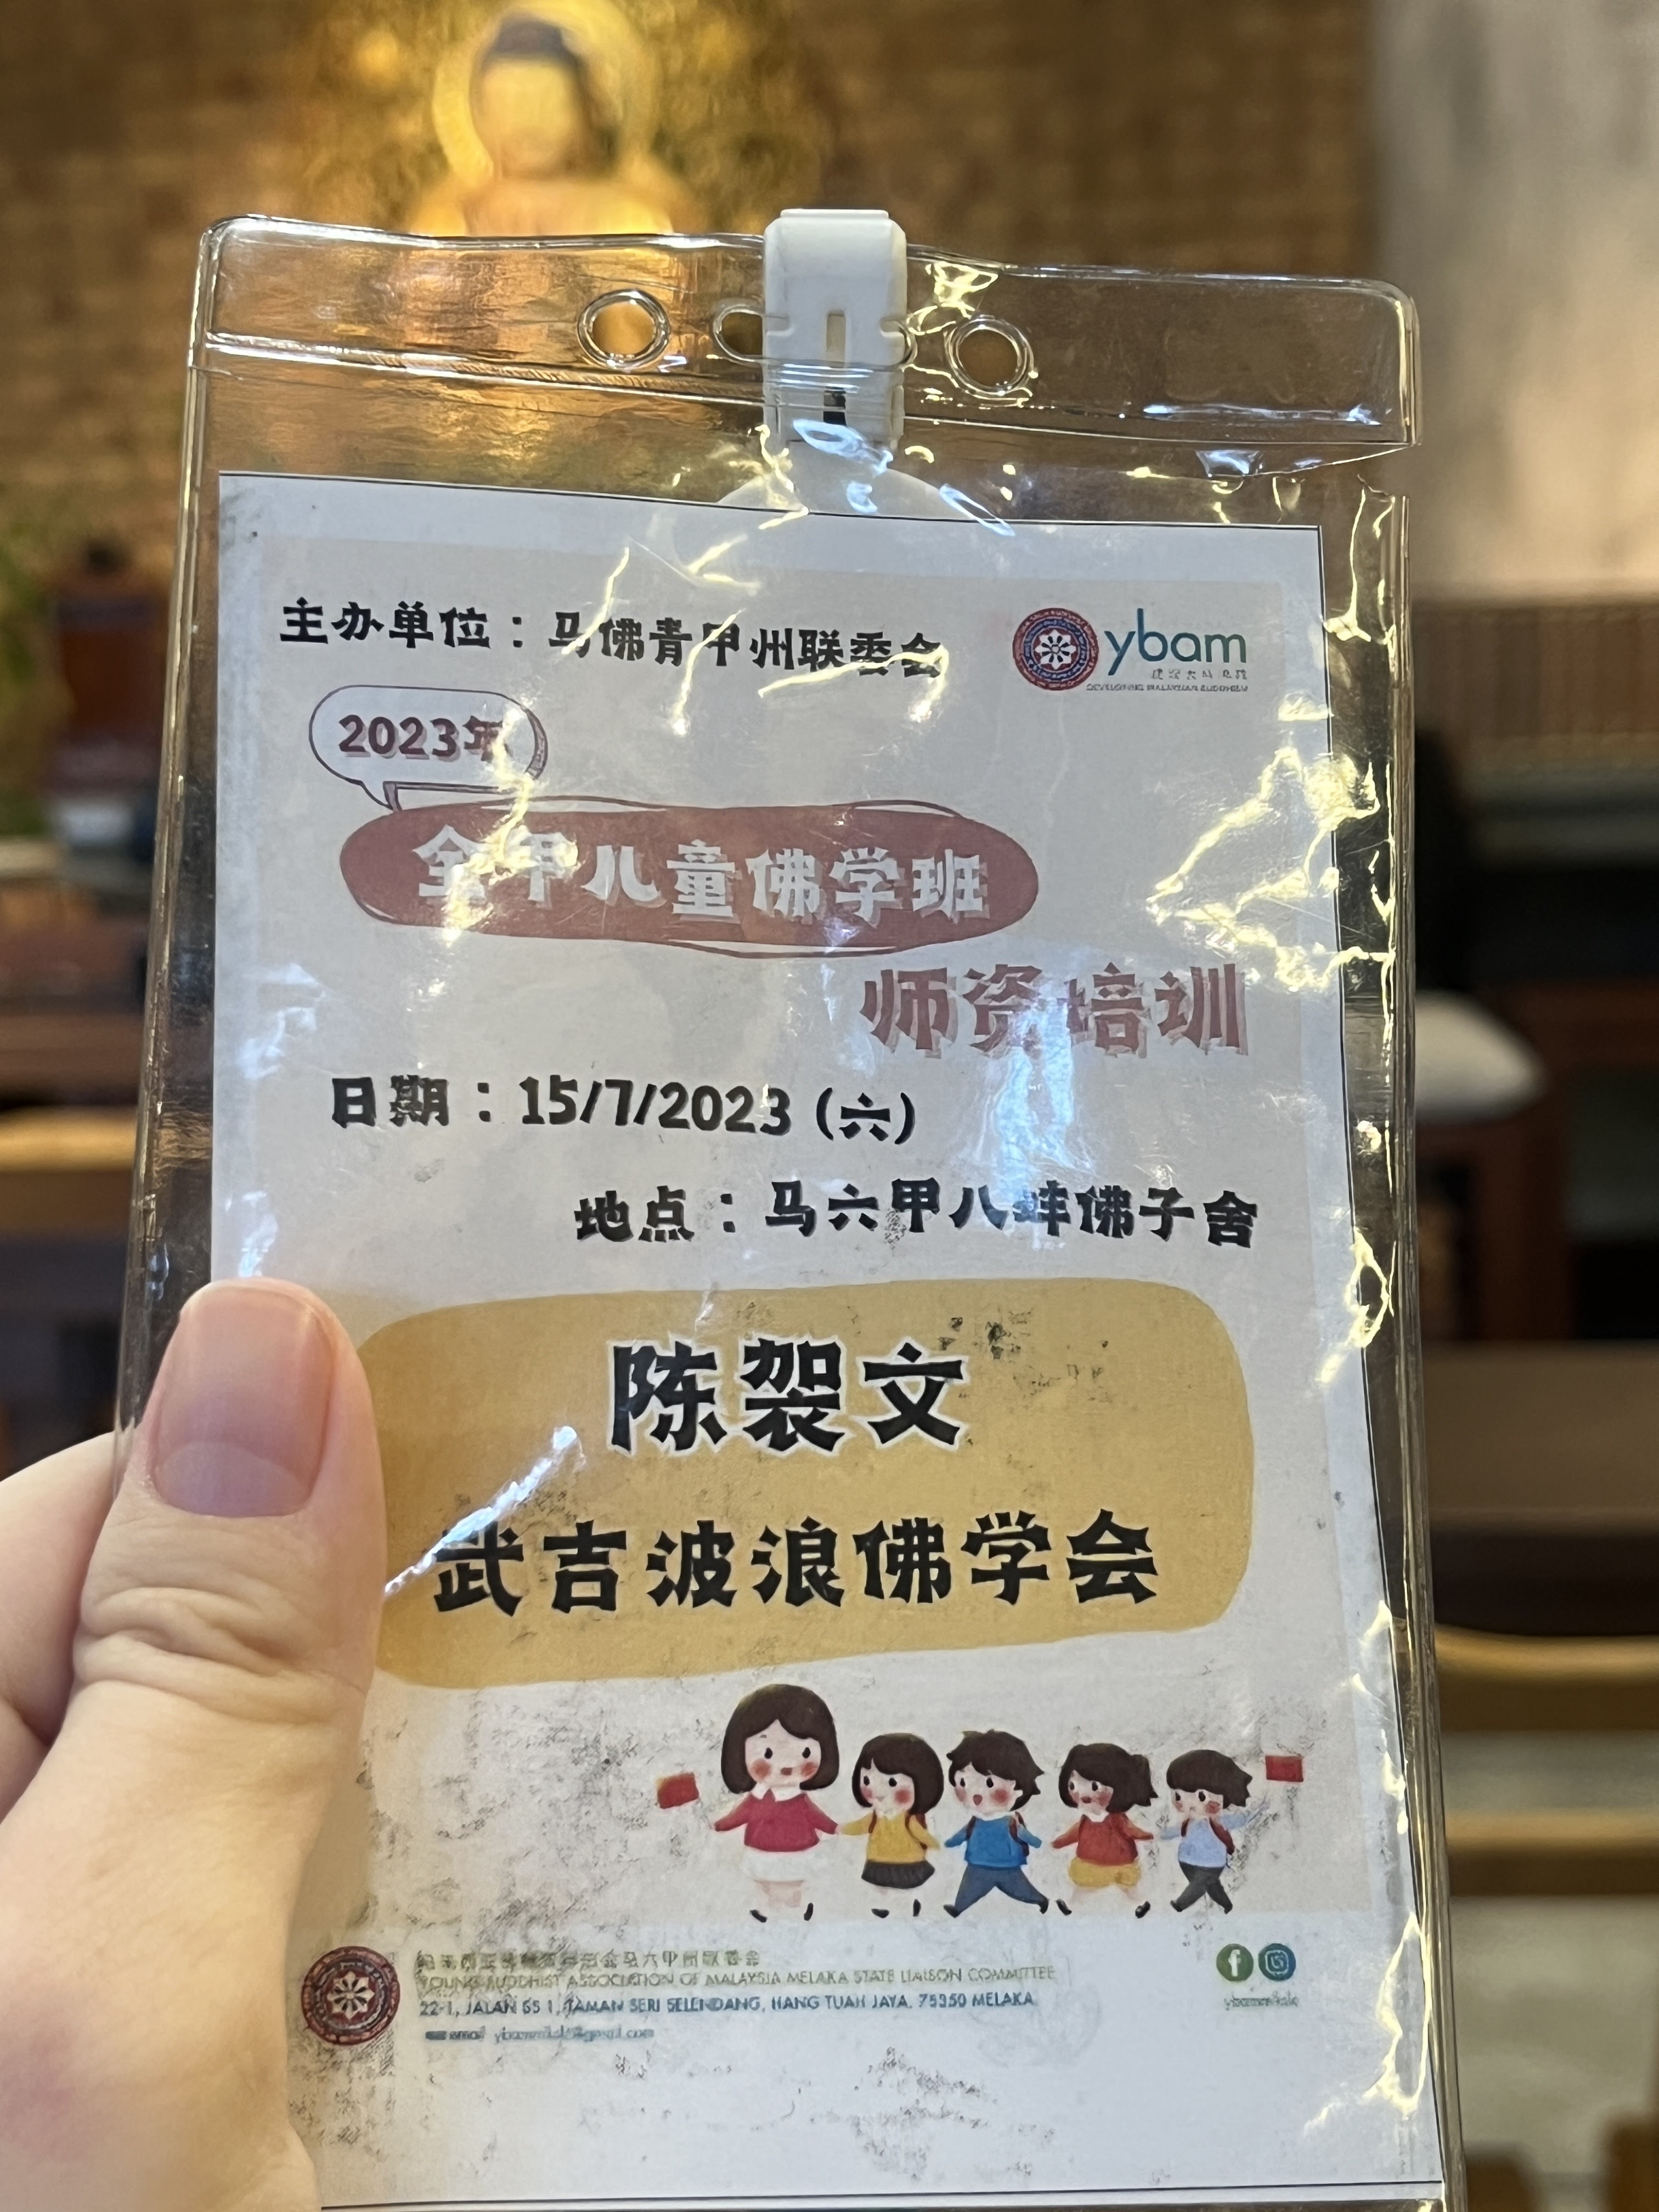 主办单位：马佛青甲州联委会
ybam
DEVELOPING MALAYSIAN BUDDHISM
2023年
全甲儿童佛学班
师资培训
日期：15/7/2023（六）
地点：马六甲八蚌佛子舍
陈袈文
武吉波浪佛学会
YOUNG BUDDHIST ASSOCIATION OF MALAYSIA MELAKA STATE LIAISON COMMITTEE
22-1, JALAN SS 1, TAMAN SERI SELENDANG, HANG TUAH JAYA, 75350 MELAKA